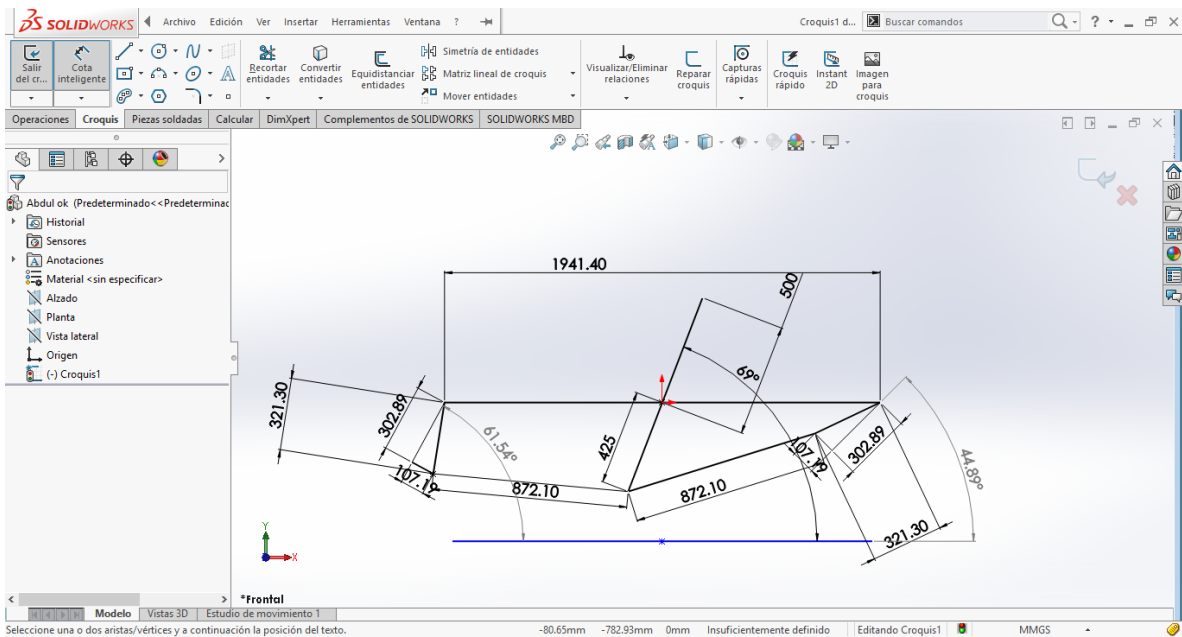 SOLIDWORKS
Archivo Edición Ver Insertar Herramientas Ventana ?
Croquis1 d...
Buscar comandos
?
Salir del cr...
Cota inteligente
Recortar entidades
Convertir entidades
Equidistanciar entidades
Simetría de entidades
Matriz lineal de croquis
Mover entidades
Visualizar/Eliminar relaciones
Reparar croquis
Capturas rápidas
Croquis rápido
Instant 2D
Imagen para croquis
Operaciones Croquis Piezas soldadas Calcular DimXpert Complementos de SOLIDWORKS SOLIDWORKS MBD
Abdul ok (Predeterminado<<Predeterminac
Historial
Sensores
Anotaciones
Material <sin especificar>
Alzado
Planta
Vista lateral
Origen
(-) Croquis1
1941.40
500
69°
321.30
302.89
61.54°
107.19
872.10
425
872.10
107.19
302.89
44.89°
321.30
Y
X
*Frontal
Modelo Vistas 3D Estudio de movimiento 1
Seleccione una o dos aristas/vértices y a continuación la posición del texto.
-80.65mm -782.93mm 0mm Insuficientemente definido Editando Croquis1 MMGS